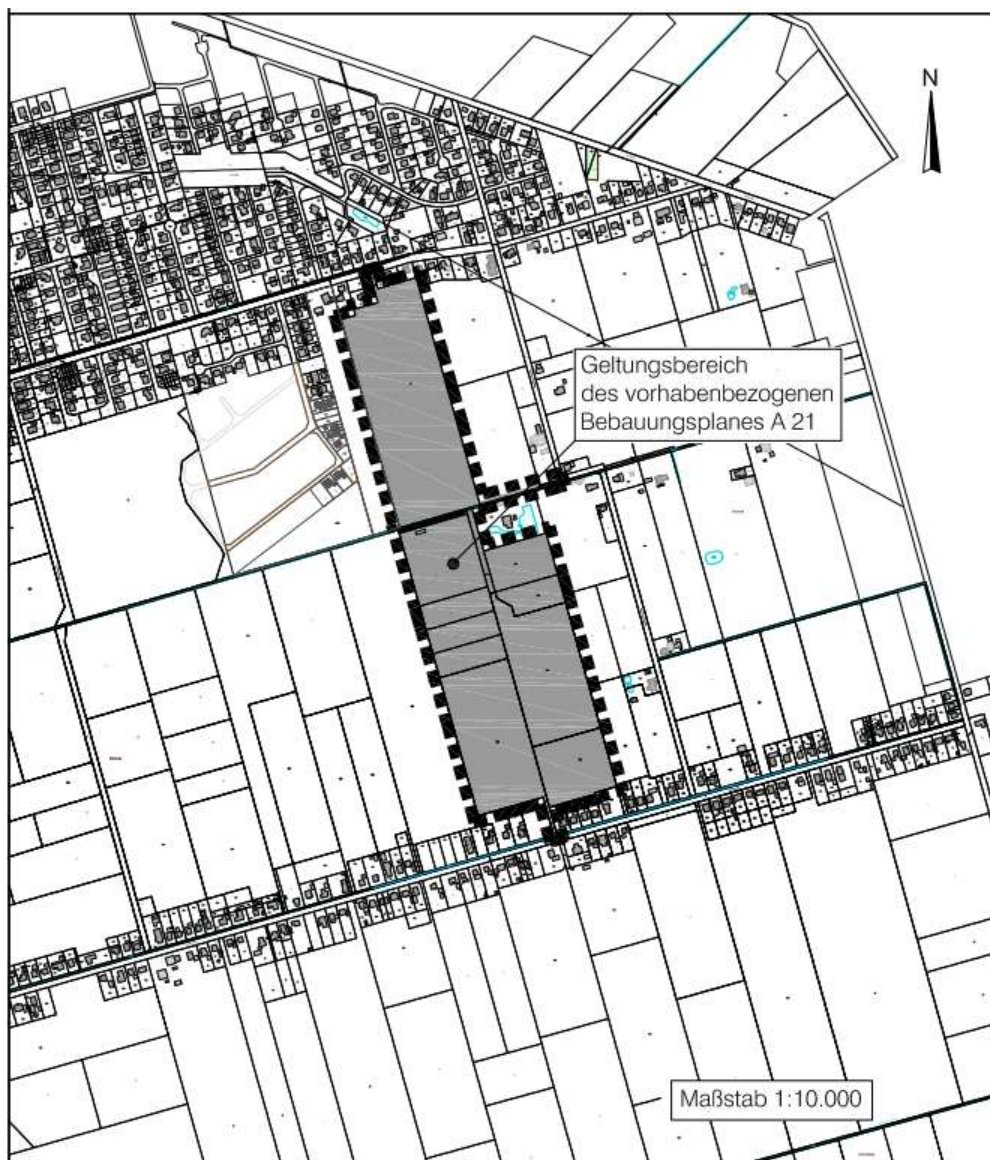 N
Geltungsbereich
des vorhabenbezogenen
Bebauungsplanes A 21
Maßstab 1:10.000